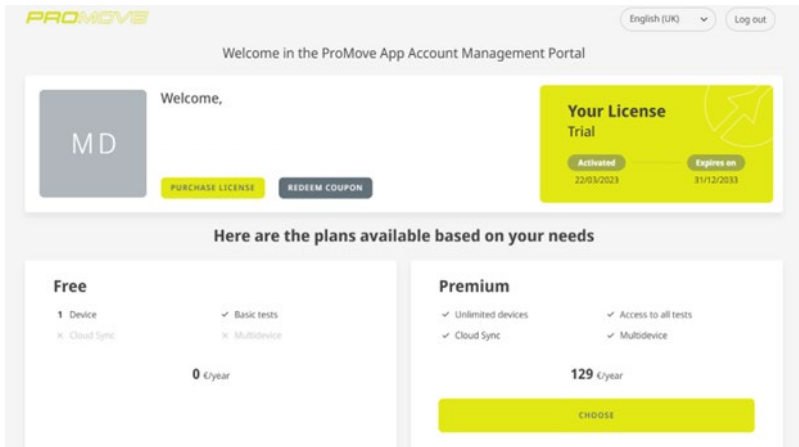 PROMOVE
English (UK)
Log out
Welcome in the ProMove App Account Management Portal
MD
Welcome,
PURCHASE LICENSE
REDEEM COUPON
Your License
Trial
Activated
Expires on
22/03/2023
31/12/2033
Here are the plans available based on your needs
Free
1 Device
✓ Basic tests
× Cloud Sync
× Multidevice
0 €/year
Premium
✓ Unlimited devices
✓ Access to all tests
✓ Cloud Sync
✓ Multidevice
129 €/year
CHOOSE